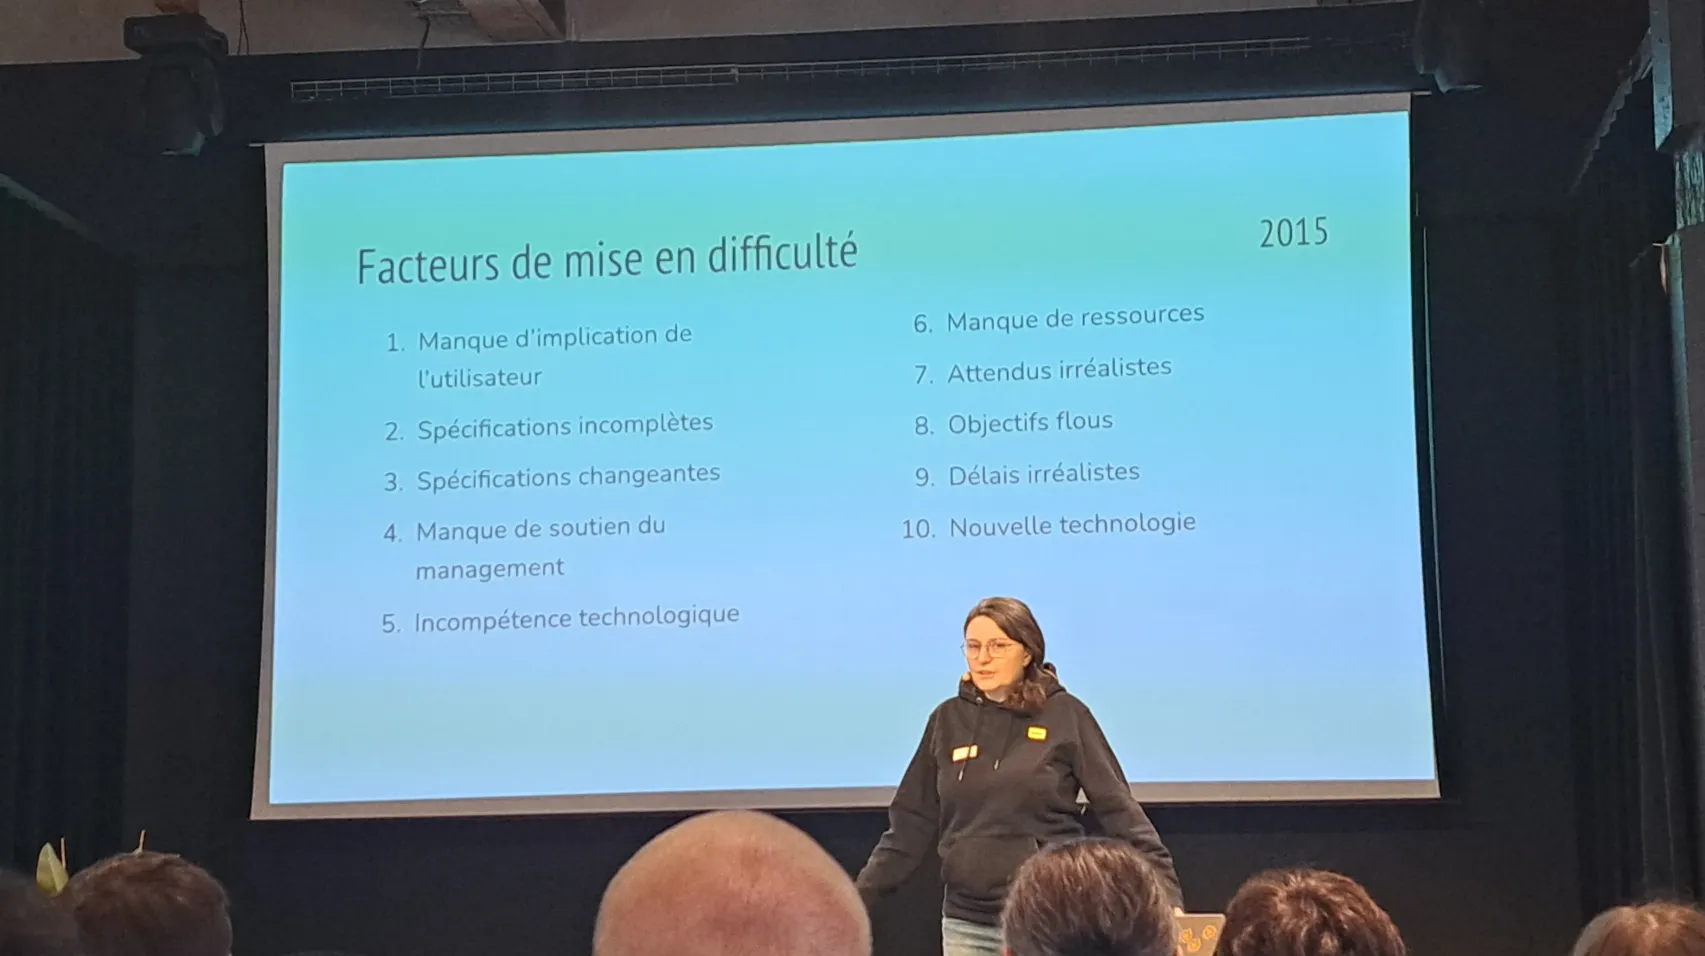 Facteurs de mise en difficulté
2015
1. Manque d'implication de
l'utilisateur
2. Spécifications incomplètes
3. Spécifications changeantes
4. Manque de soutien du
management
5. Incompétence technologique
6. Manque de ressources
7. Attendus irréalistes
8. Objectifs flous
9. Délais irréalistes
10. Nouvelle technologie